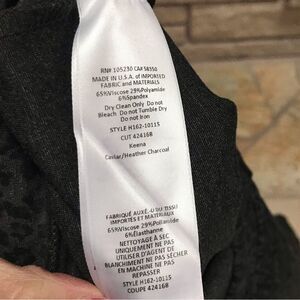 RN# 105230 CA# 58350
MADE IN U.S.A. of IMPORTED
FABRIC and MATERIALS
65%Viscose 29%Polyamide
6%Spandex
Dry Clean Only Do not
Bleach Do not Tumble Dry
Do not Iron
STYLE H162-10115
CUT 424168
Keena
Caviar/Heather Charcoal
FABRIQUÉ AUX É.-U DU TISSU
IMPORTÉS ET MATERIAUX
65%Viscose 29%Polyamide
6%Élasthanne
NETTOYAGE À SEC
UNIQUEMENT NE PAS
UTILISER D'AGENT DE
BLANCHIMENT NE PAS
SÉCHER EN MACHINE NE PAS
REPASSER
STYLE H162-10115
COUPE 424168